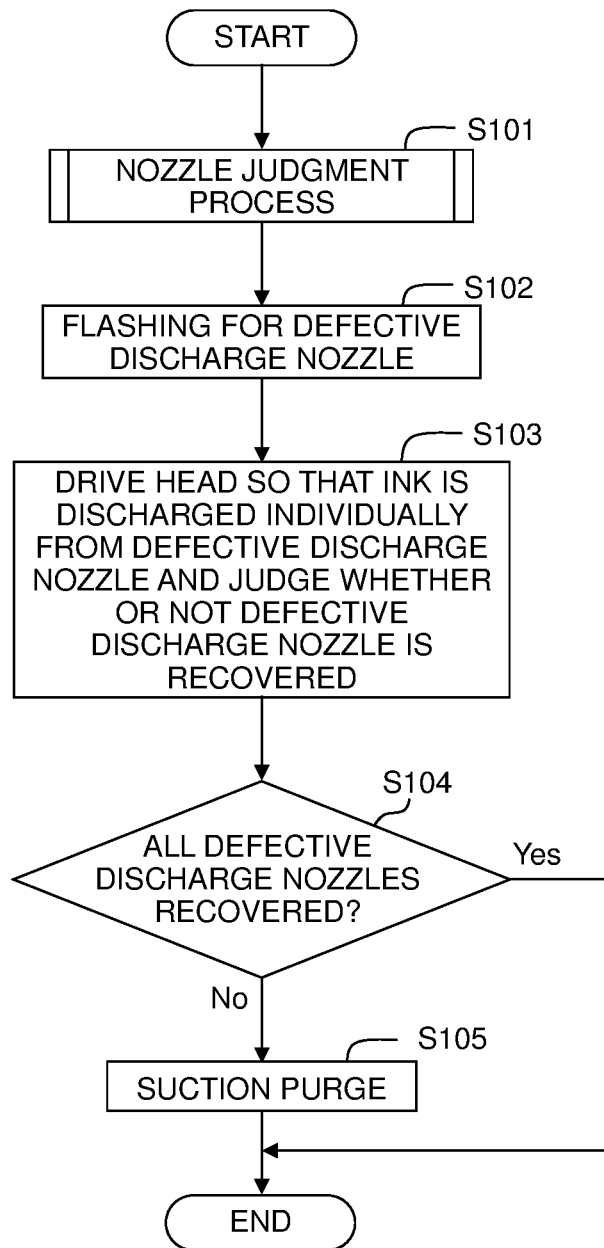 START
S101
NOZZLE JUDGMENT
PROCESS
S102
FLASHING FOR DEFECTIVE
DISCHARGE NOZZLE
S103
DRIVE HEAD SO THAT INK IS
DISCHARGED INDIVIDUALLY
FROM DEFECTIVE DISCHARGE
NOZZLE AND JUDGE WHETHER
OR NOT DEFECTIVE
DISCHARGE NOZZLE IS
RECOVERED
S104
ALL DEFECTIVE
DISCHARGE NOZZLES
RECOVERED?
Yes
No
S105
SUCTION PURGE
END